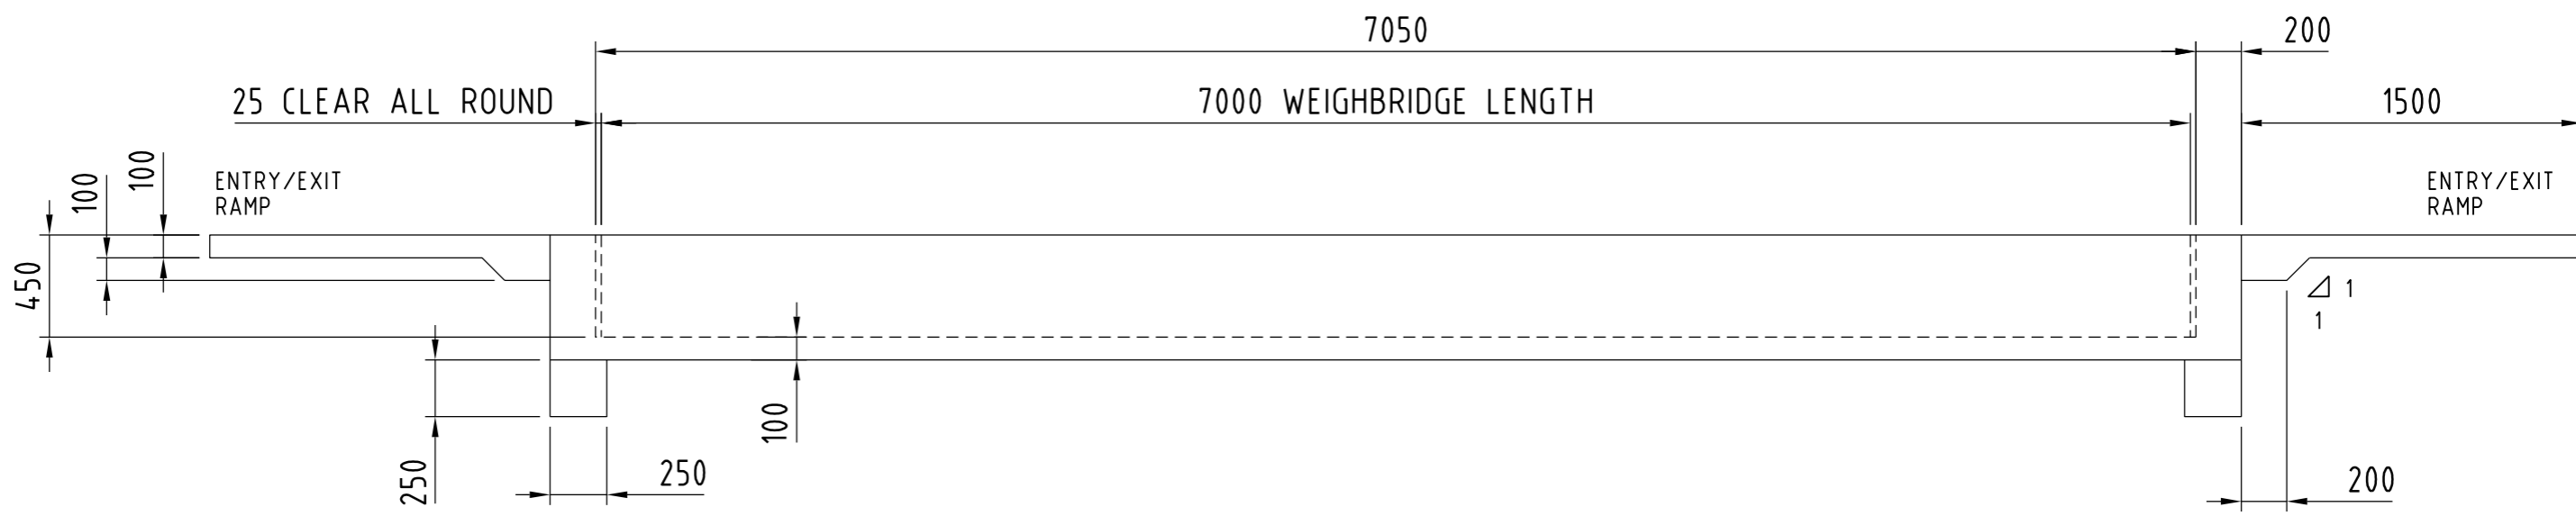 7050
200
25 CLEAR ALL ROUND
7000 WEIGHBRIDGE LENGTH
1500
100
100
ENTRY/EXIT
RAMP
ENTRY/EXIT
RAMP
450
1
1
100
250
250
200